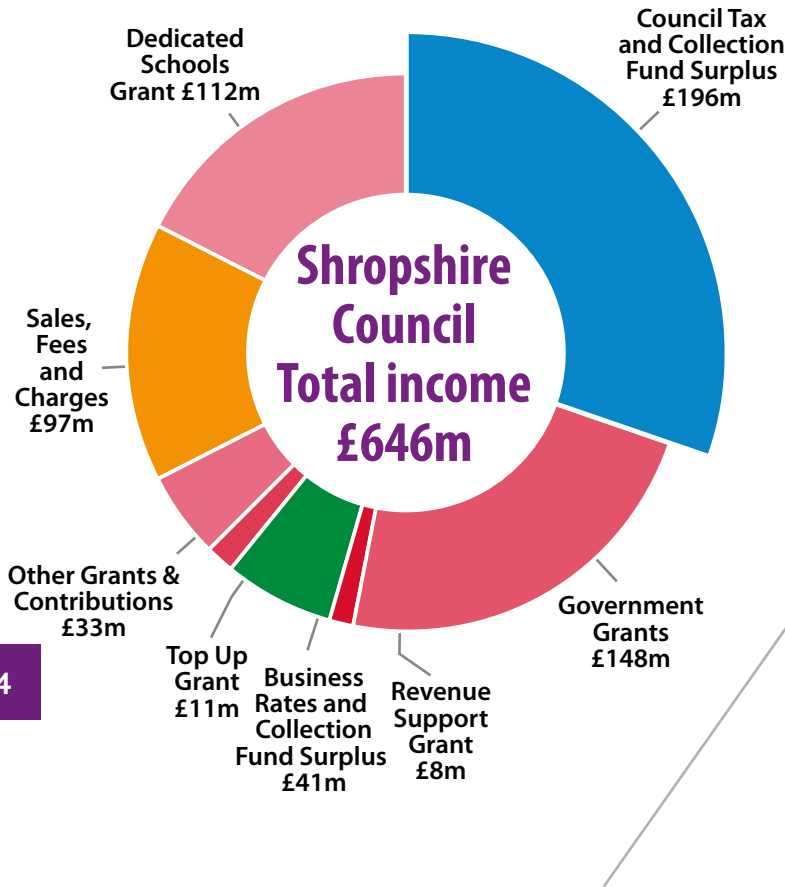 Council Tax
and Collection
Fund Surplus
£196m
Dedicated
Schools
Grant £112m
Shropshire
Council
Total income
£646m
Sales,
Fees
and
Charges
£97m
Other Grants &
Contributions
£33m
Government
Grants
£148m
Top Up
Grant
£11m
Business
Rates and
Collection
Fund Surplus
£41m
Revenue
Support
Grant
£8m
4